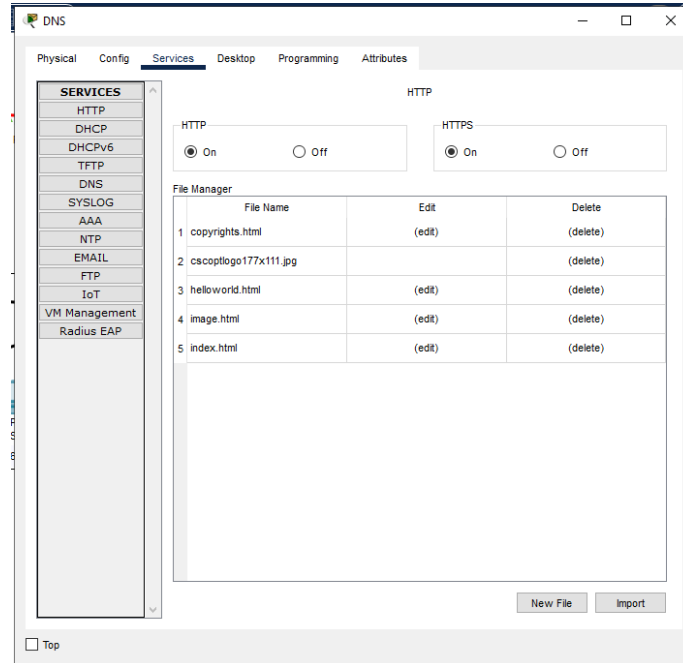 DNS
Physical Config Services Desktop Programming Attributes
SERVICES
HTTP
DHCP
DHCPv6
TFTP
DNS
SYSLOG
AAA
NTP
EMAIL
FTP
IoT
VM Management
Radius EAP
HTTP
HTTP
On Off
HTTPS
On Off
File Manager
File Name Edit Delete
1 copyrights.html (edit) (delete)
2 cscoptlogo177x111.jpg (delete)
3 helloworld.html (edit) (delete)
4 image.html (edit) (delete)
5 index.html (edit) (delete)
New File Import
Top